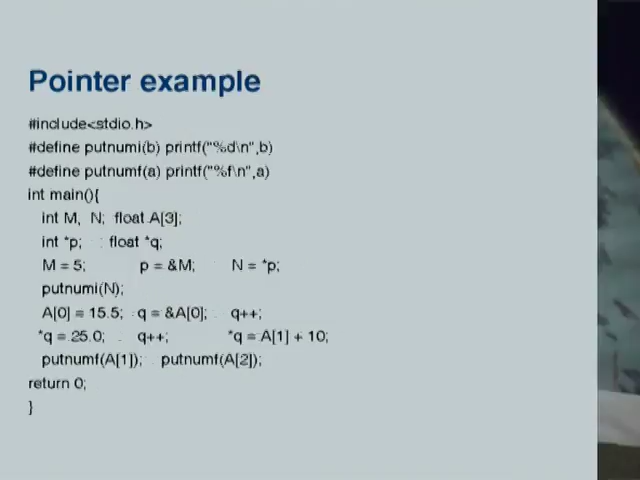 Pointer example
#include<stdio.h>
#define putnumi(b) printf("%d\n",b)
#define putnumf(a) printf("%f\n",a)
int main(){
int M, N; float A[3];
int *p; float *q;
M = 5; p = &M; N = *p;
putnumi(N);
A[0] = 15.5; q = &A[0]; q++;
*q = 25.0; q++; *q = A[1] + 10;
putnumf(A[1]); putnumf(A[2]);
return 0;
}